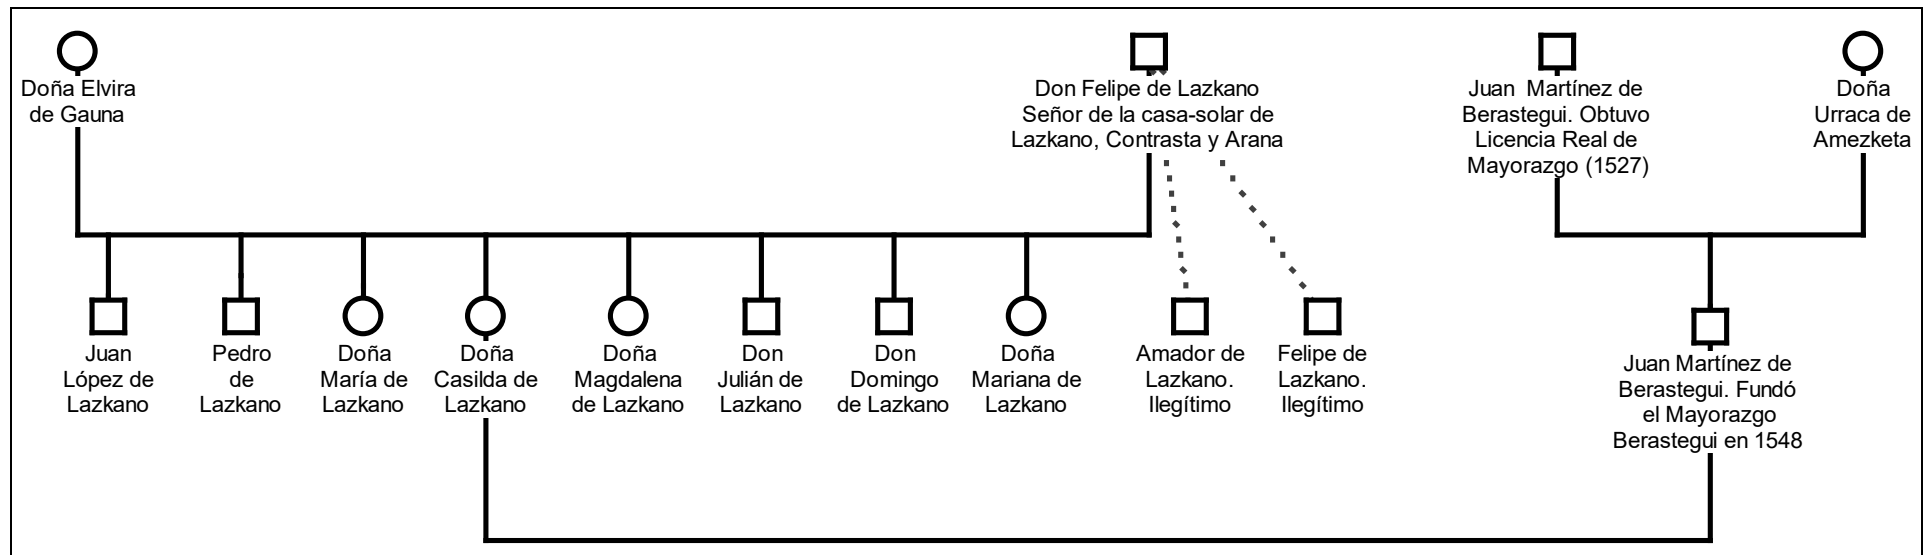 Doña Elvira
de Gauna
Don Felipe de Lazkano
Señor de la casa-solar de
Lazkano, Contrasta y Arana
Juan Martínez de
Berastegui. Obtuvo
Licencia Real de
Mayorazgo (1527)
Doña
Urraca de
Amezketa
Juan
López de
Lazkano
Pedro
de
Lazkano
Doña
María de
Lazkano
Doña
Casilda de
Lazkano
Doña
Magdalena
de Lazkano
Don
Julián de
Lazkano
Don
Domingo
de Lazkano
Doña
Mariana de
Lazkano
Amador de
Lazkano.
Ilegítimo
Felipe de
Lazkano.
Ilegítimo
Juan Martínez de
Berastegui. Fundó
el Mayorazgo
Berastegui en 1548